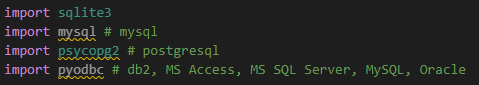 import sqlite3
import mysql # mysql
import psycopg2 # postgresql
import pyodbc # db2, MS Access, MS SQL Server, MySQL, Oracle